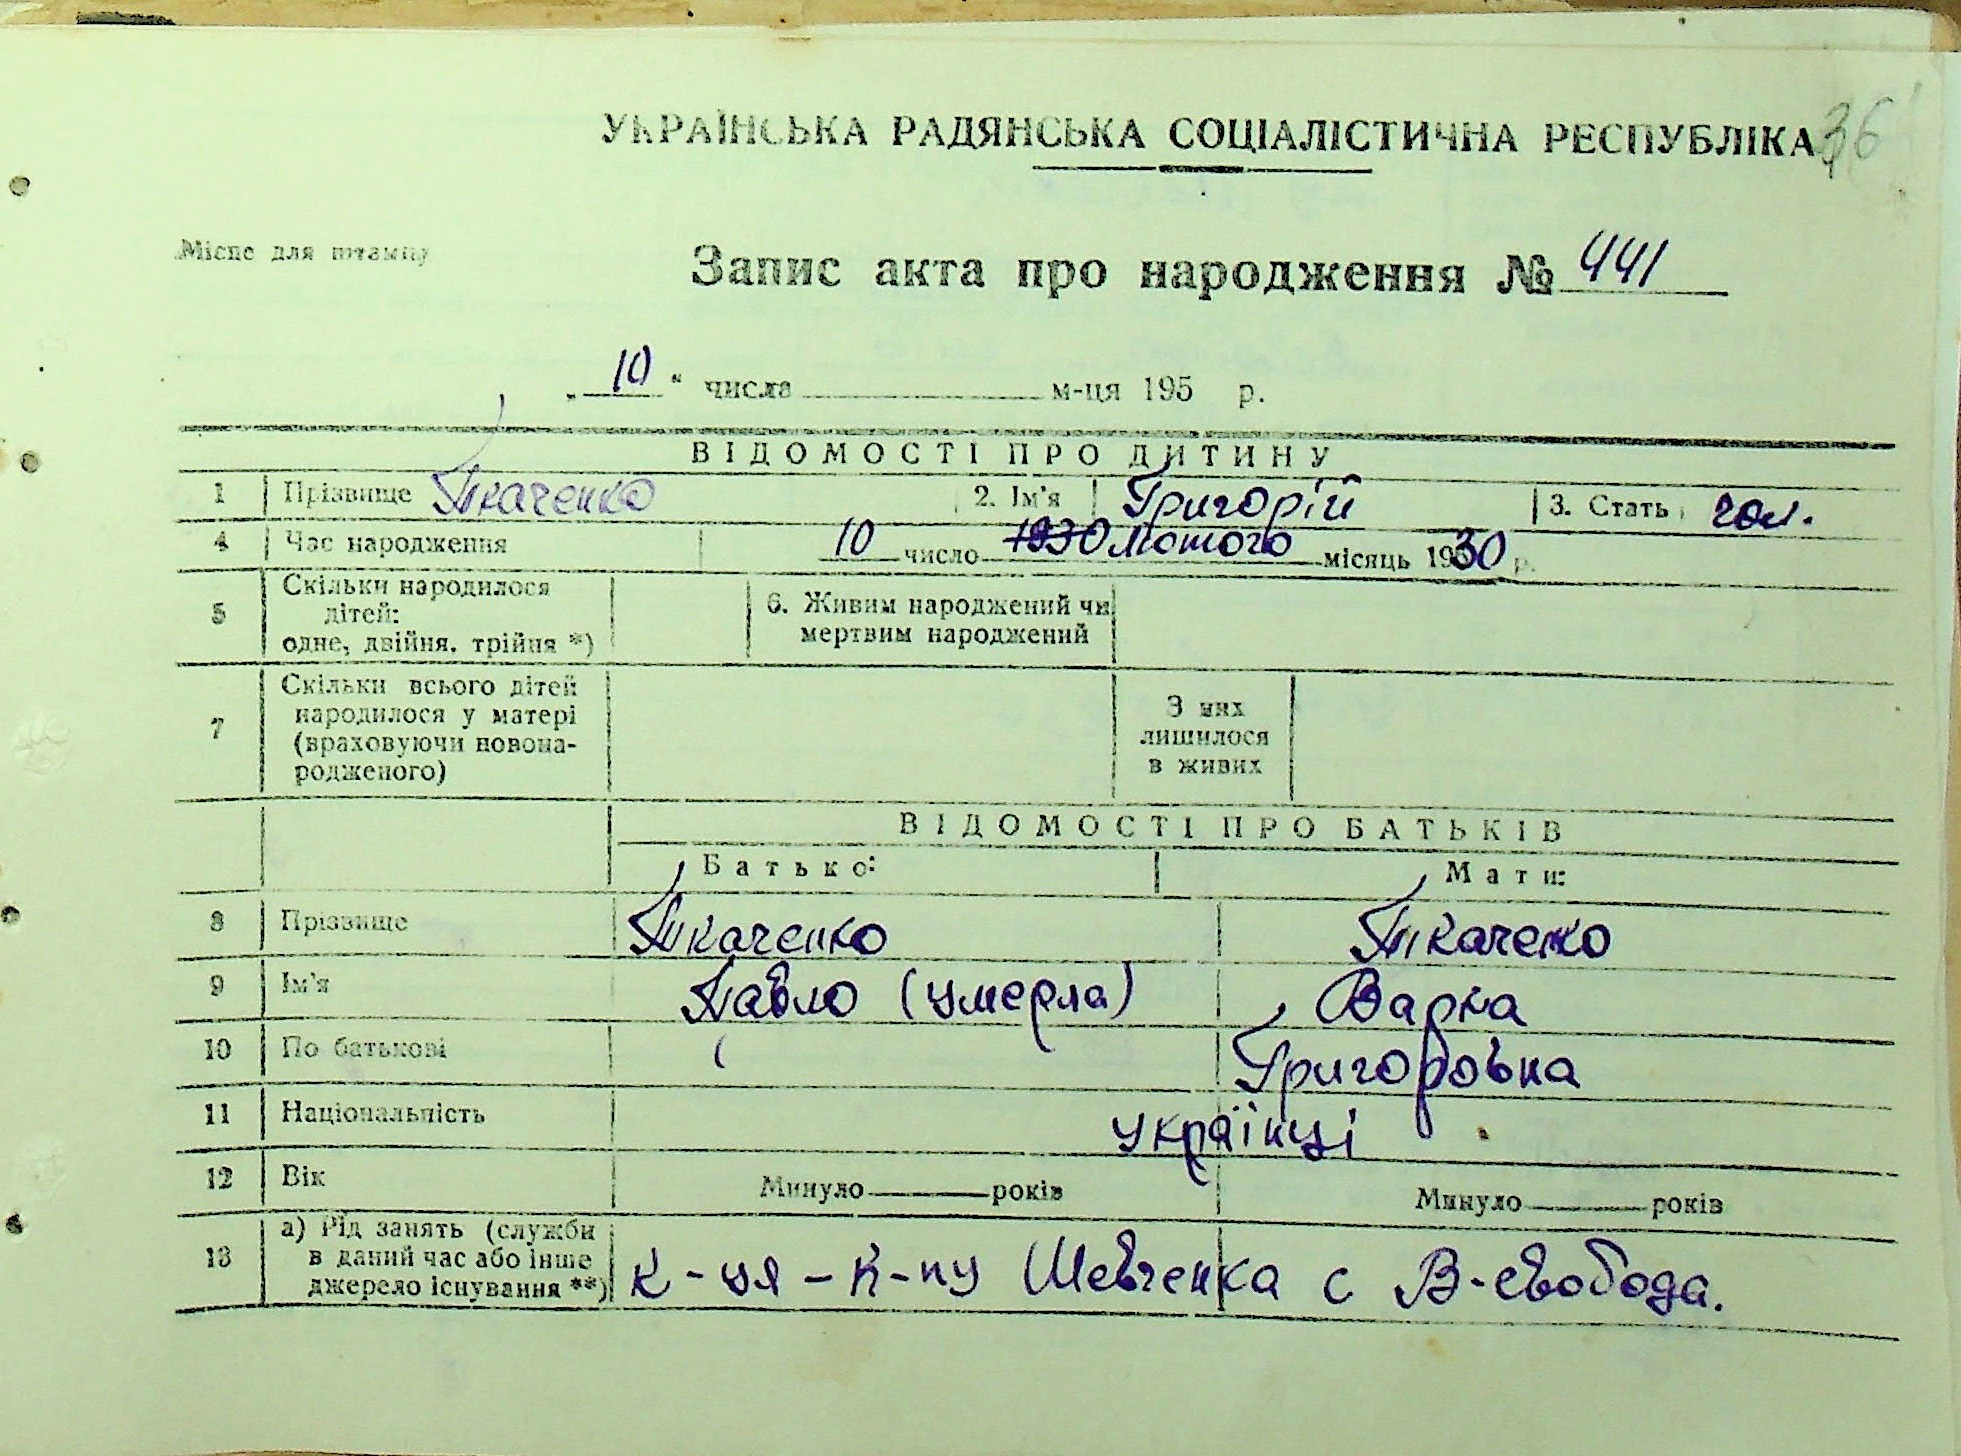 УКРАЇНСЬКА РАДЯНСЬКА СОЦІАЛІСТИЧНА РЕСПУБЛІКА 36
Місце для штампу
Запис акта про народження № 441
„ 10 “ числа м-ця 195 р.
ВІДОМОСТІ ПРО ДИТИНУ
1 Прізвище Ткаченко 2. Ім'я Григорій 3. Стать чол.
4 Час народження 10 число 1930 Лютого місяць 1930 р.
5 Скільки народилося дітей: одне, двійня, трійня *) 6. Живим народжений чи мертвим народжений
7 Скільки всього дітей народилося у матері (враховуючи новонародженого) З них лишилося в живих
ВІДОМОСТІ ПРО БАТЬКІВ
Батько: Мати:
8 Прізвище Ткаченко Ткаченко
9 Ім'я Павло (умерла) Варка
10 По батькові Григоровна
11 Національність українці
12 Вік Минуло років Минуло років
13 а) Рід занять (служби в даний час або інше джерело існування **) К-ця - К-пу Шевченка с В-свобода.